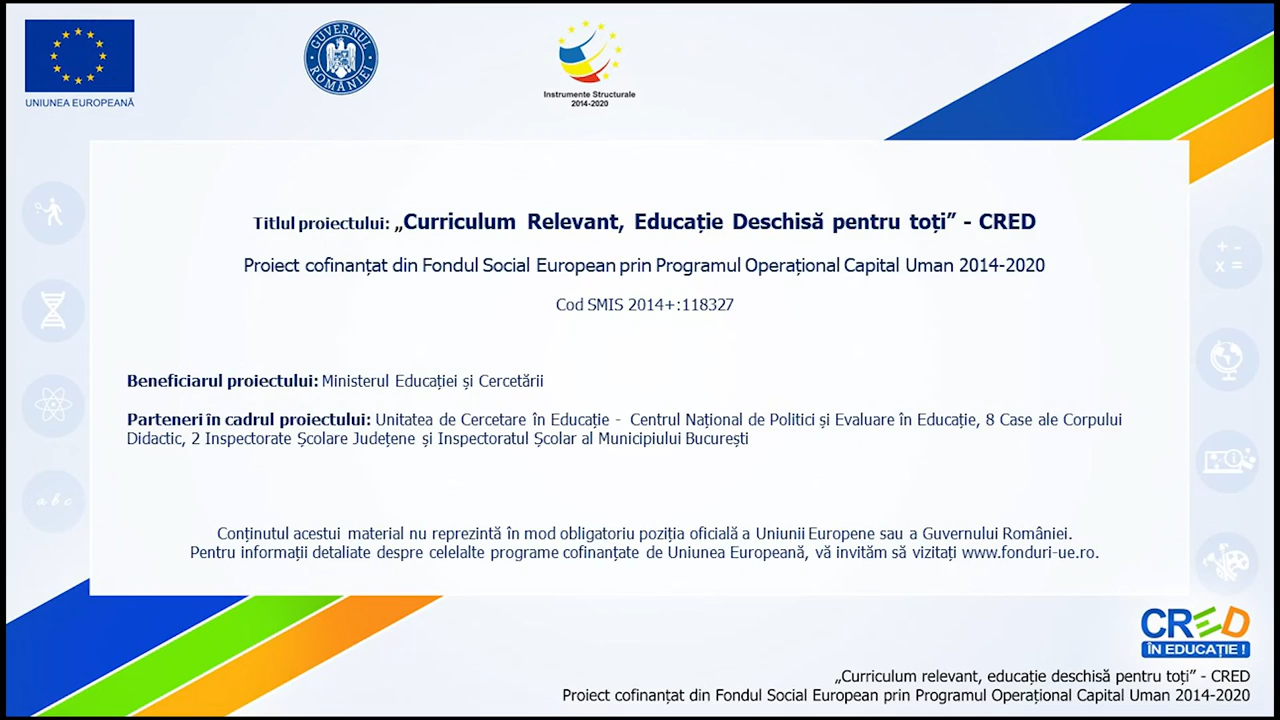 UNIUNEA EUROPEANĂ
GUVERNUL ROMÂNIEI
Instrumente Structurale
2014-2020
Titlul proiectului: „Curriculum Relevant, Educație Deschisă pentru toți” - CRED
Proiect cofinanțat din Fondul Social European prin Programul Operațional Capital Uman 2014-2020
Cod SMIS 2014+:118327
Beneficiarul proiectului: Ministerul Educației și Cercetării
Parteneri în cadrul proiectului: Unitatea de Cercetare în Educație - Centrul Național de Politici și Evaluare în Educație, 8 Case ale Corpului
Didactic, 2 Inspectorate Școlare Județene și Inspectoratul Școlar al Municipiului București
Conținutul acestui material nu reprezintă în mod obligatoriu poziția oficială a Uniunii Europene sau a Guvernului României.
Pentru informații detaliate despre celelalte programe cofinanțate de Uniunea Europeană, vă invităm să vizitați www.fonduri-ue.ro.
+ -
x =
a b c
CRED
ÎN EDUCAȚIE !
„Curriculum relevant, educație deschisă pentru toți” - CRED
Proiect cofinanțat din Fondul Social European prin Programul Operațional Capital Uman 2014-2020